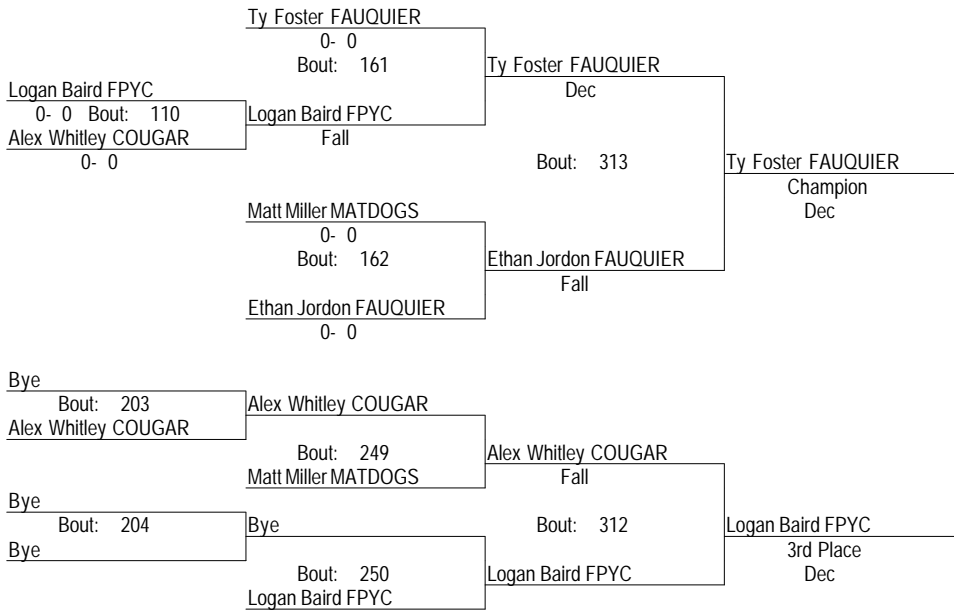 Ty Foster FAUQUIER
0- 0
Bout: 161
Ty Foster FAUQUIER
Dec
Logan Baird FPYC
0- 0 Bout: 110
Logan Baird FPYC
Fall
Alex Whitley COUGAR
0- 0
Bout: 313
Ty Foster FAUQUIER
Champion
Dec
Matt Miller MATDOGS
0- 0
Bout: 162
Ethan Jordon FAUQUIER
Fall
Ethan Jordon FAUQUIER
0- 0
Bye
Bout: 203
Alex Whitley COUGAR
Alex Whitley COUGAR
Bout: 249
Alex Whitley COUGAR
Fall
Matt Miller MATDOGS
Bye
Bout: 204
Bye
Bout: 312
Logan Baird FPYC
3rd Place
Dec
Bye
Bout: 250
Logan Baird FPYC
Logan Baird FPYC